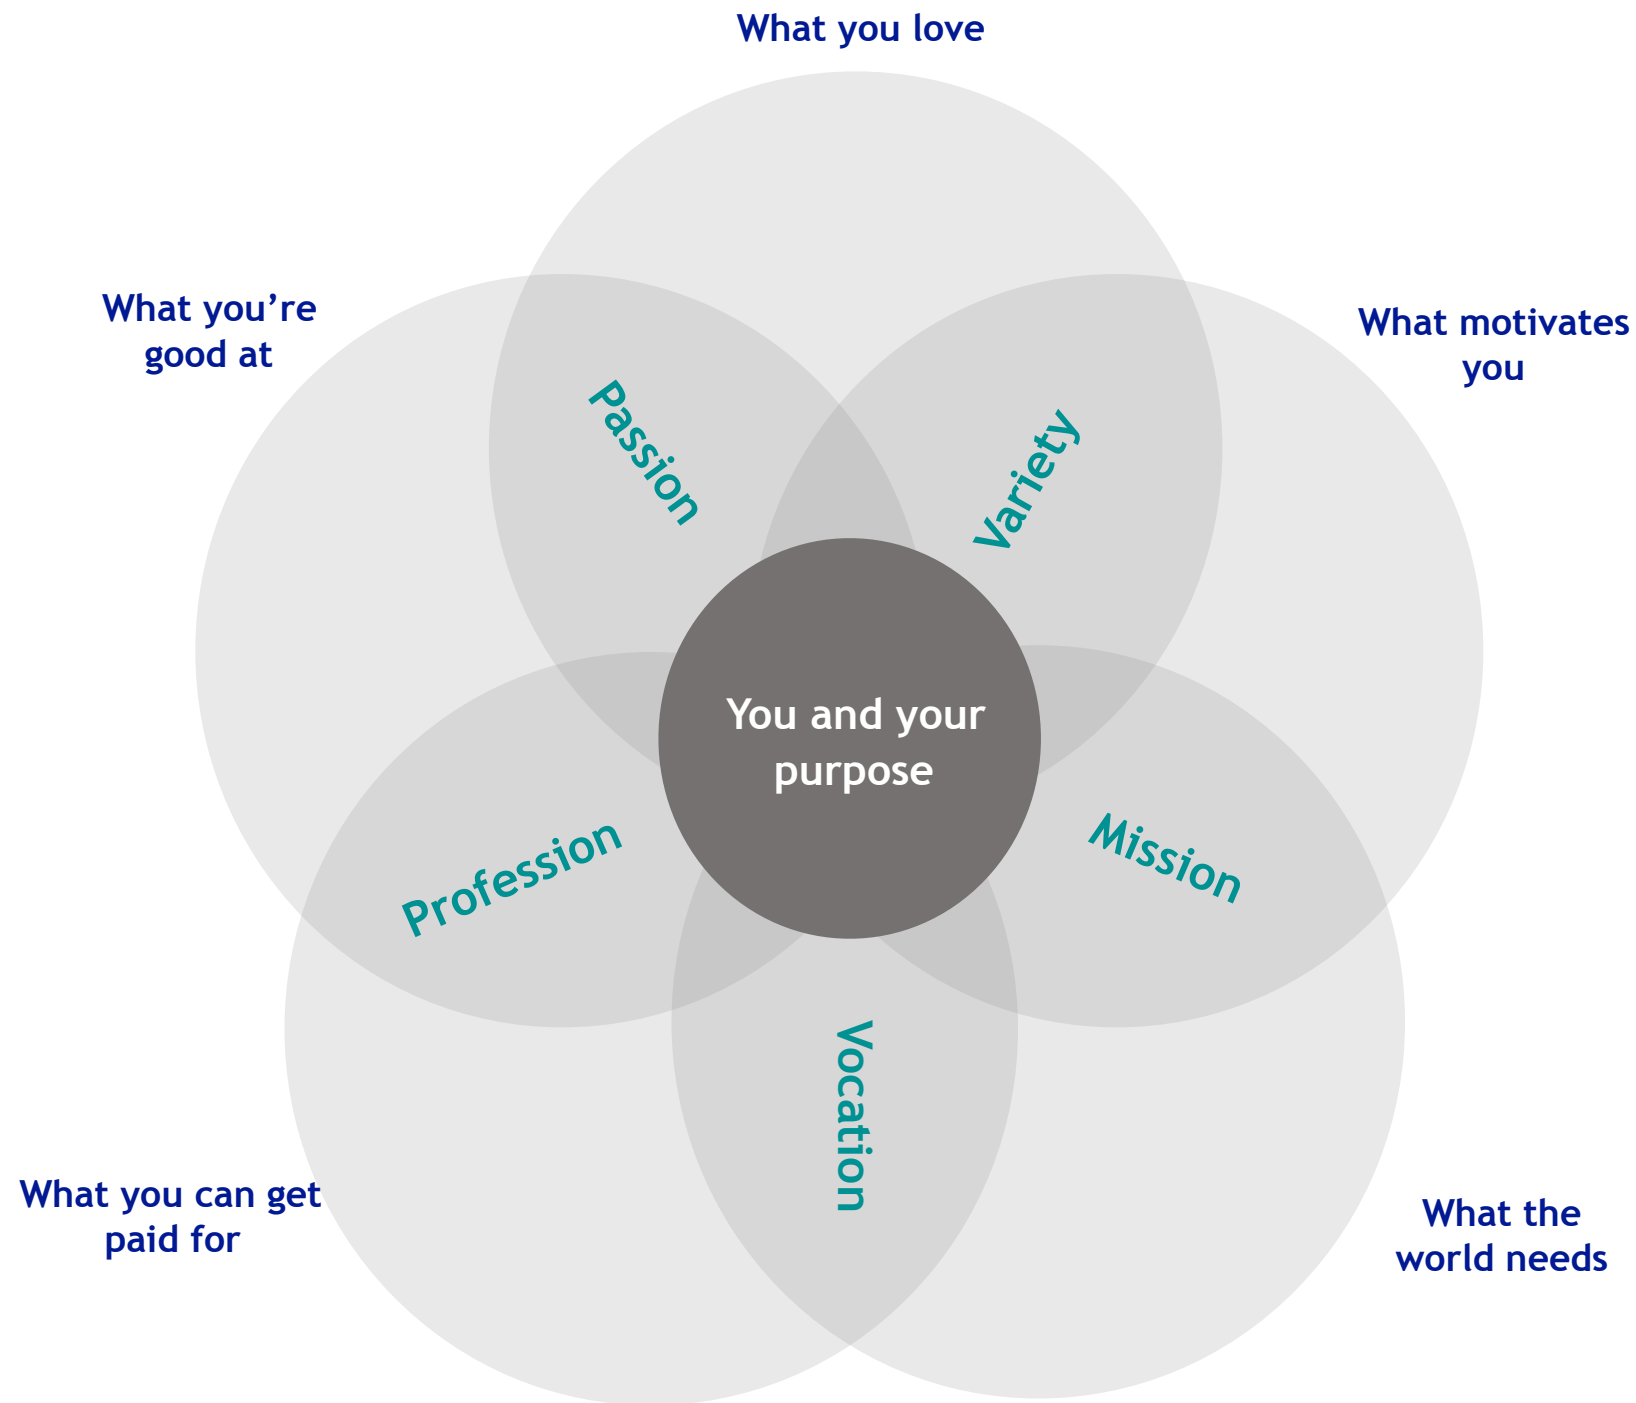 What you love
What you’re
good at
What motivates
you
Passion
Variety
You and your
purpose
Profession
Mission
Vocation
What you can get
paid for
What the
world needs